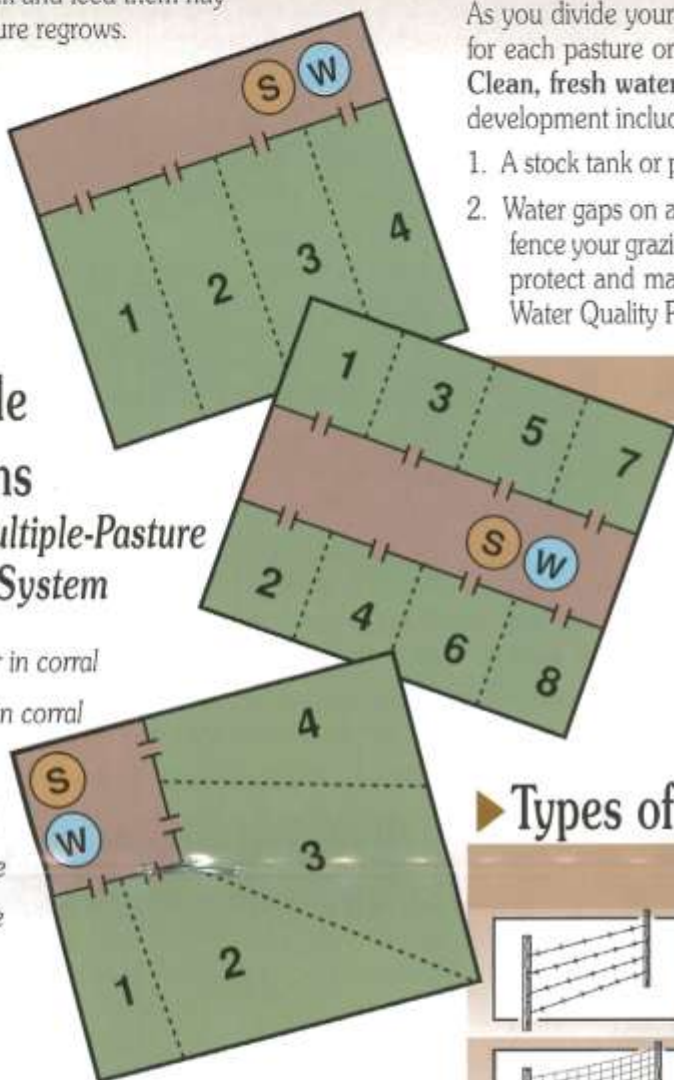 and feed them hay
ure regrows.
S W
1 2 3 4
As you divide your
for each pasture or
Clean, fresh water
development includ
1. A stock tank or p
2. Water gaps on a
fence your grazi
protect and ma
Water Quality P
1 3 5 7
S W
2 4 6 8
le
ns
ultiple-Pasture
System
r in corral
n corral
e
e
4
S
W
3
2
1
Types of